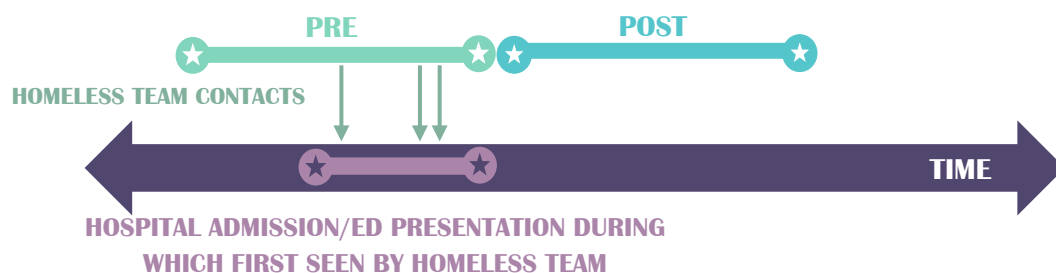 PRE
POST
HOMELESS TEAM CONTACTS
TIME
HOSPITAL ADMISSION/ED PRESENTATION DURING
WHICH FIRST SEEN BY HOMELESS TEAM